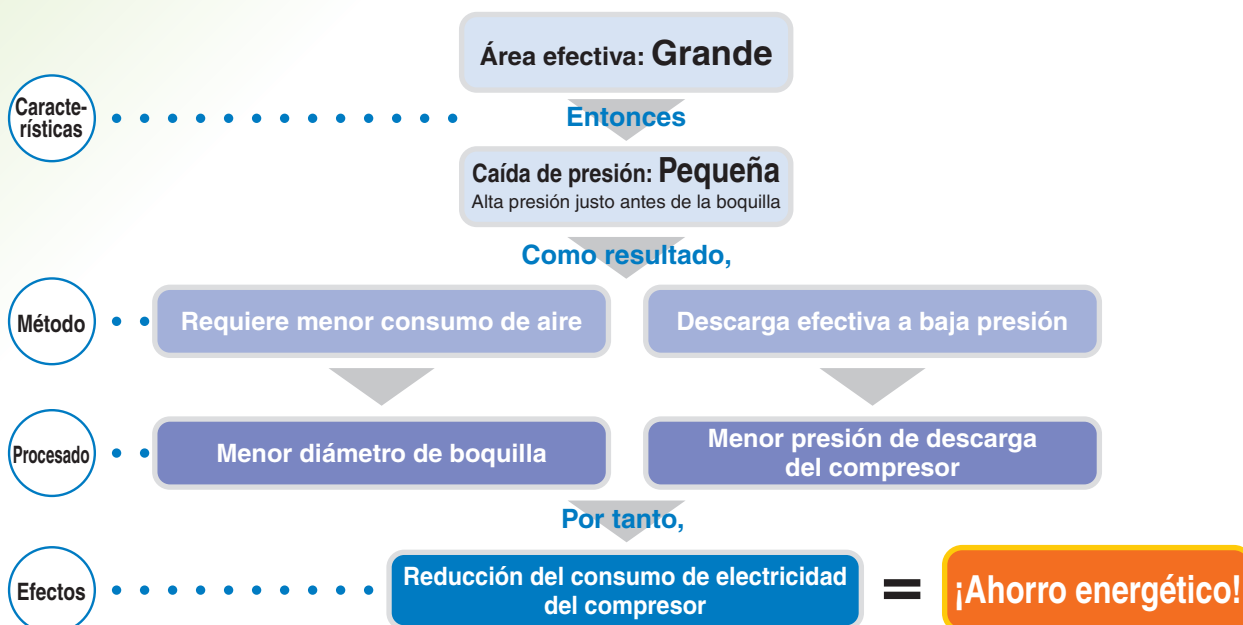 Área efectiva: Grande
Caracte-
rísticas
Entonces
Caída de presión: Pequeña
Alta presión justo antes de la boquilla
Como resultado,
Método
Requiere menor consumo de aire
Descarga efectiva a baja presión
Procesado
Menor diámetro de boquilla
Menor presión de descarga
del compresor
Por tanto,
Efectos
Reducción del consumo de electricidad
del compresor
=
¡Ahorro energético!